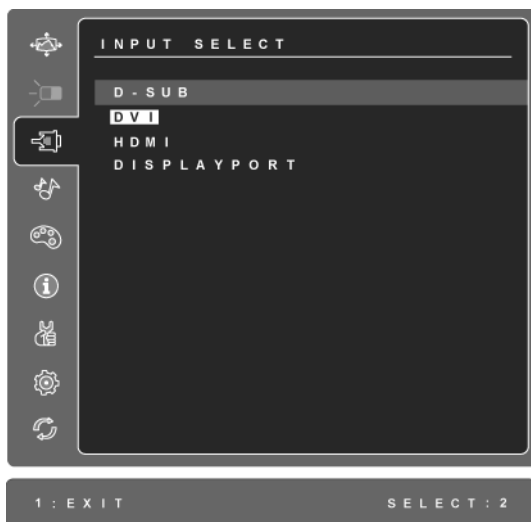 INPUT SELECT
D-SUB
DVI
HDMI
DISPLAYPORT
1:EXIT SELECT:2